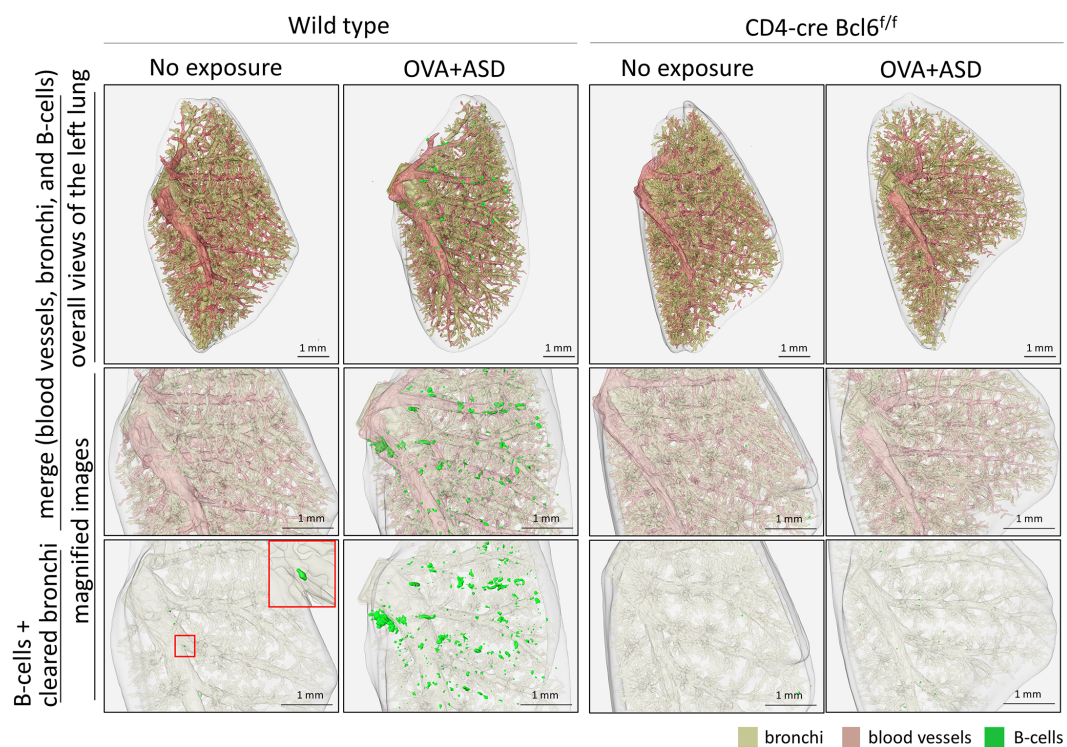 Wild type
CD4-cre Bcl6f/f
No exposure
OVA+ASD
No exposure
OVA+ASD
merge (blood vessels, bronchi, and B-cells)
overall views of the left lung
1 mm
1 mm
1 mm
1 mm
magnified images
1 mm
1 mm
1 mm
1 mm
B-cells +
cleared bronchi
1 mm
1 mm
1 mm
1 mm
bronchi
blood vessels
B-cells